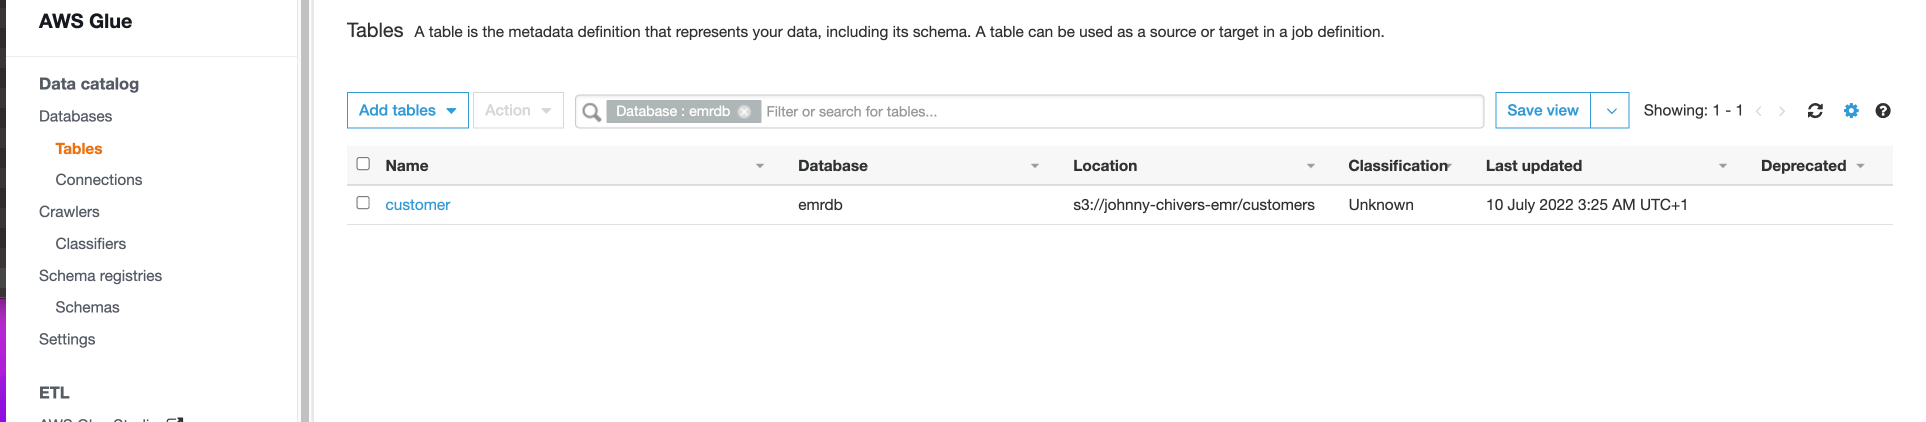 AWS Glue
Data catalog
Databases
Tables
Connections
Crawlers
Classifiers
Schema registries
Schemas
Settings
ETL
AWS Glue Studio
Tables A table is the metadata definition that represents your data, including its schema. A table can be used as a source or target in a job definition.
Add tables Action Database : emrdb Filter or search for tables... Save view Showing: 1 - 1
Name Database Location Classification Last updated Deprecated
customer emrdb s3://johnny-chivers-emr/customers Unknown 10 July 2022 3:25 AM UTC+1